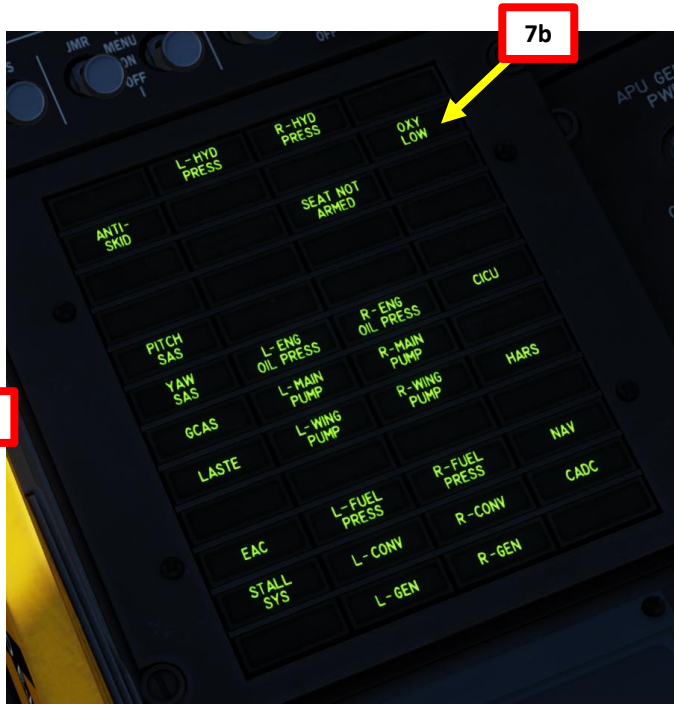 7b
JMR
MENU
ON
OFF
APU GEN
PW
L-HYD
PRESS
R-HYD
PRESS
OXY
LOW
ANTI-
SKID
SEAT NOT
ARMED
PITCH
SAS
L-ENG
OIL PRESS
R-ENG
OIL PRESS
CICU
YAW
SAS
L-MAIN
PUMP
R-MAIN
PUMP
GCAS
L-WING
PUMP
R-WING
PUMP
HARS
LASTE
L-FUEL
PRESS
R-FUEL
PRESS
NAV
EAC
L-CONV
R-CONV
CADC
STALL
SYS
L-GEN
R-GEN